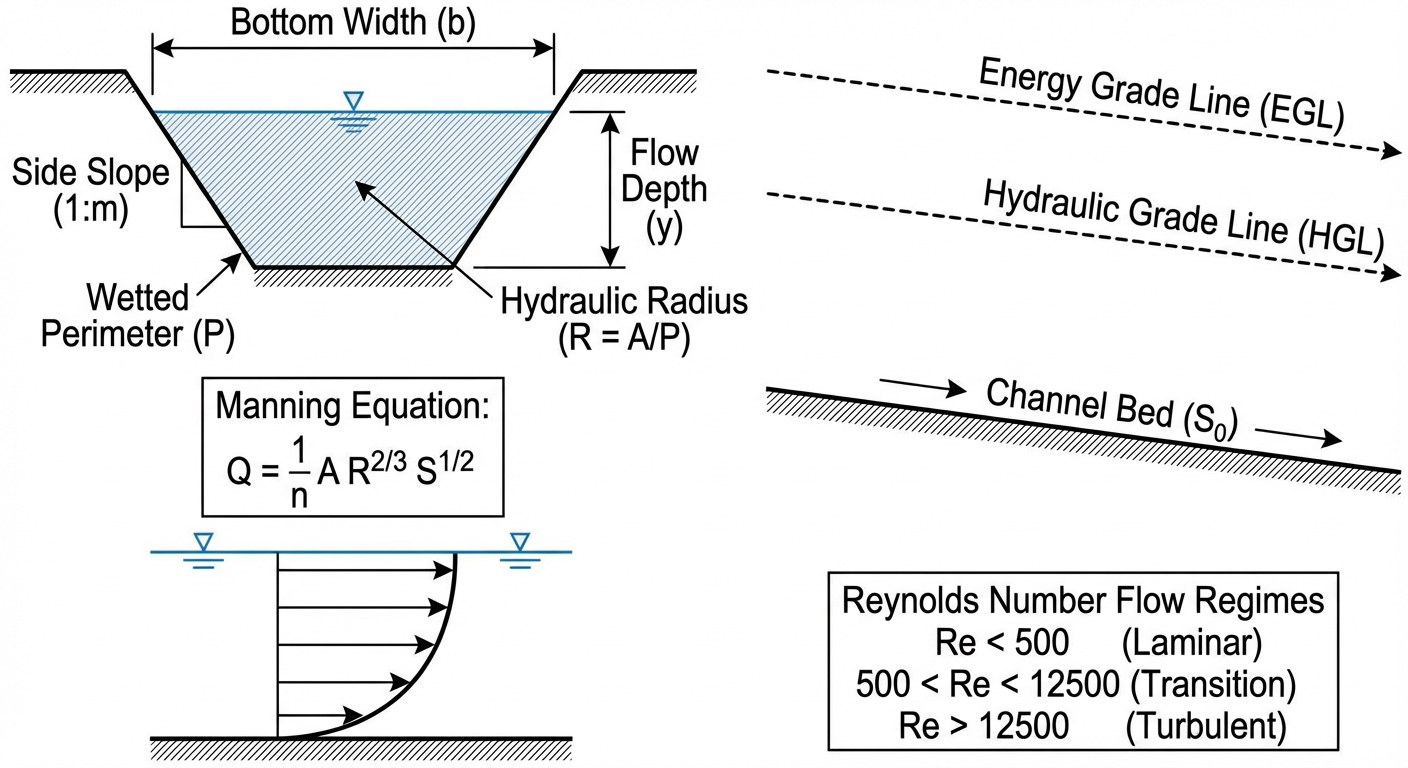 Bottom Width (b)
Side Slope
(1:m)
Flow
Depth
(y)
Wetted
Perimeter (P)
Hydraulic Radius
(R = A/P)
Manning Equation:
Q = 1/n A R^2/3 S^1/2
Energy Grade Line (EGL)
Hydraulic Grade Line (HGL)
Channel Bed (S₀)
Reynolds Number Flow Regimes
Re < 500 (Laminar)
500 < Re < 12500 (Transition)
Re > 12500 (Turbulent)